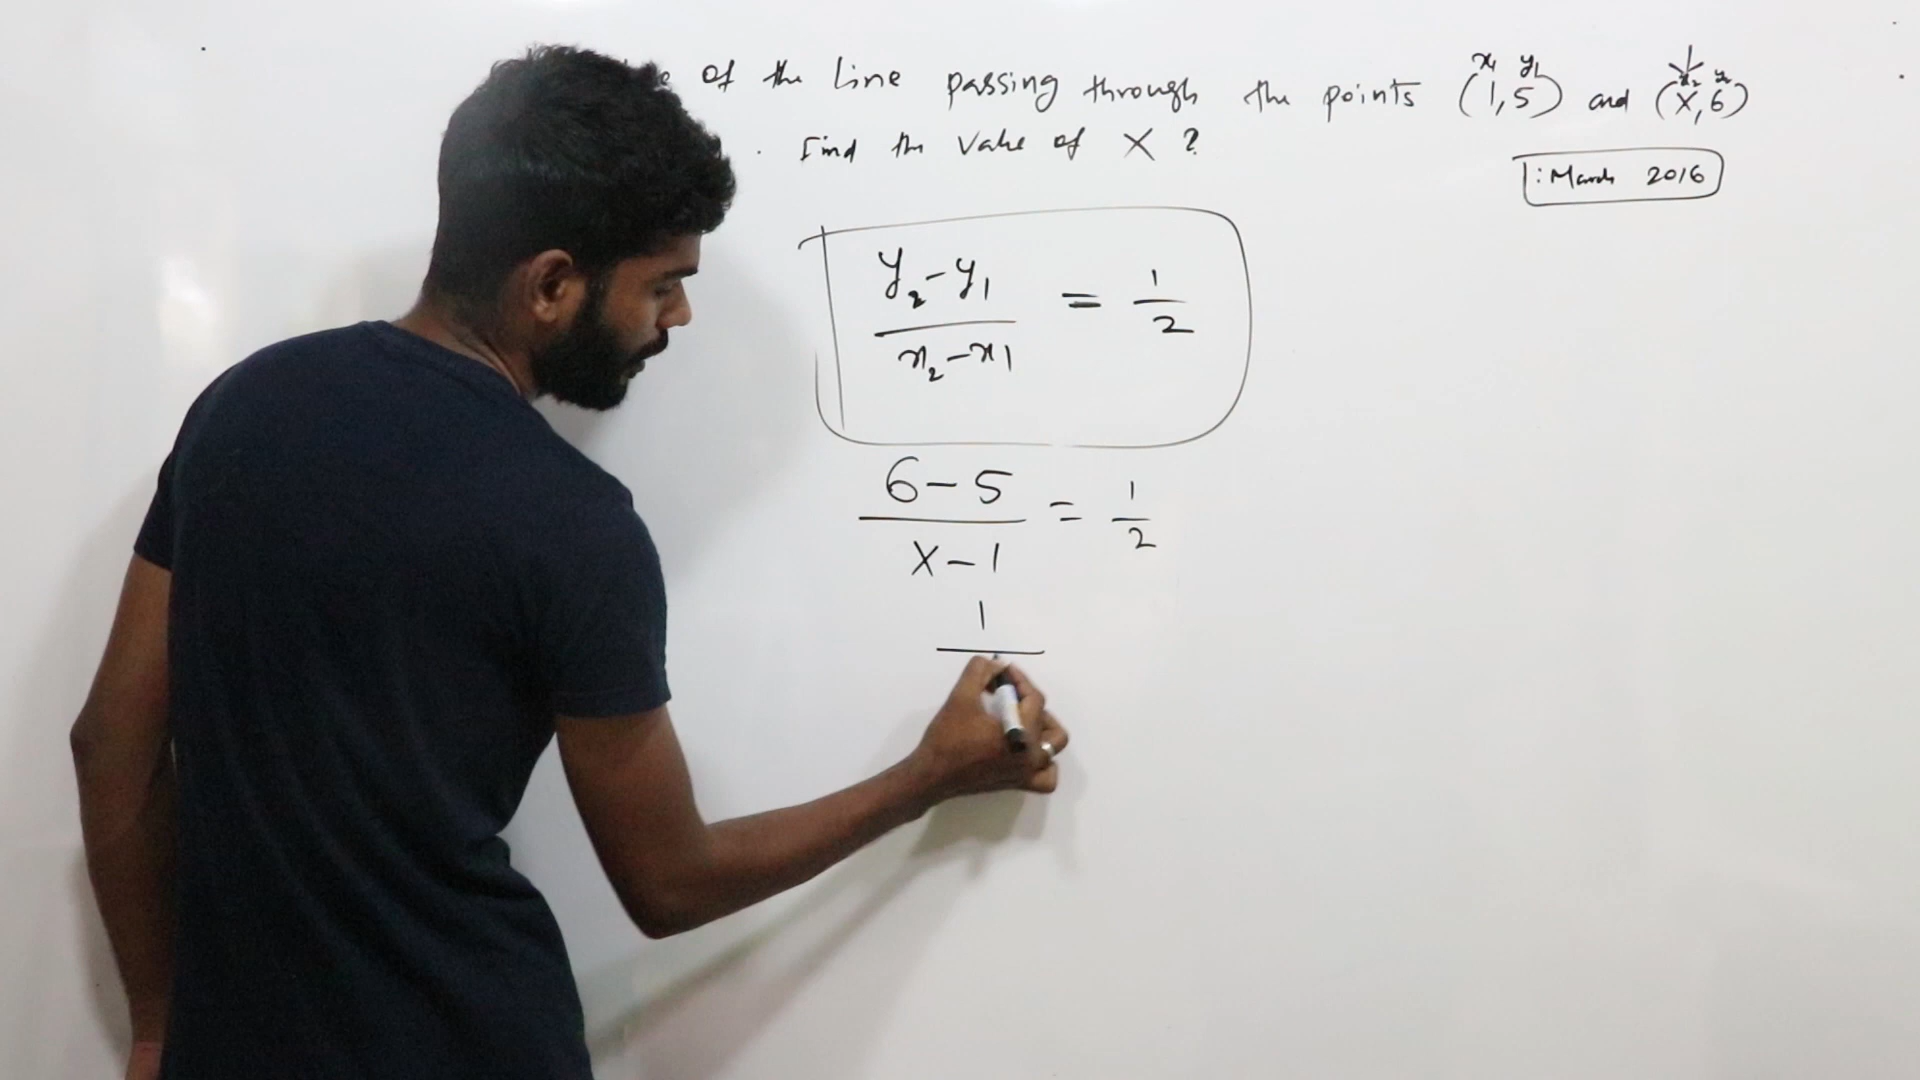 of the line passing through the points (1,5) and (x,6)
x1 y1 x2 y2
. Find the value of X ?
: March 2016
y2-y1 / x2-x1 = 1/2
6-5 / x-1 = 1/2
1